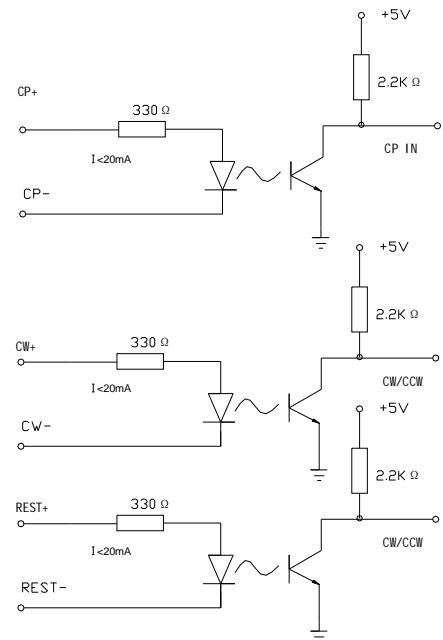 +5V
CP+
330 Ω
2.2K Ω
I<20mA
CP IN
CP-
+5V
CW+
330 Ω
2.2K Ω
I<20mA
CW/CCW
CW-
+5V
REST+
330 Ω
2.2K Ω
I<20mA
CW/CCW
REST-